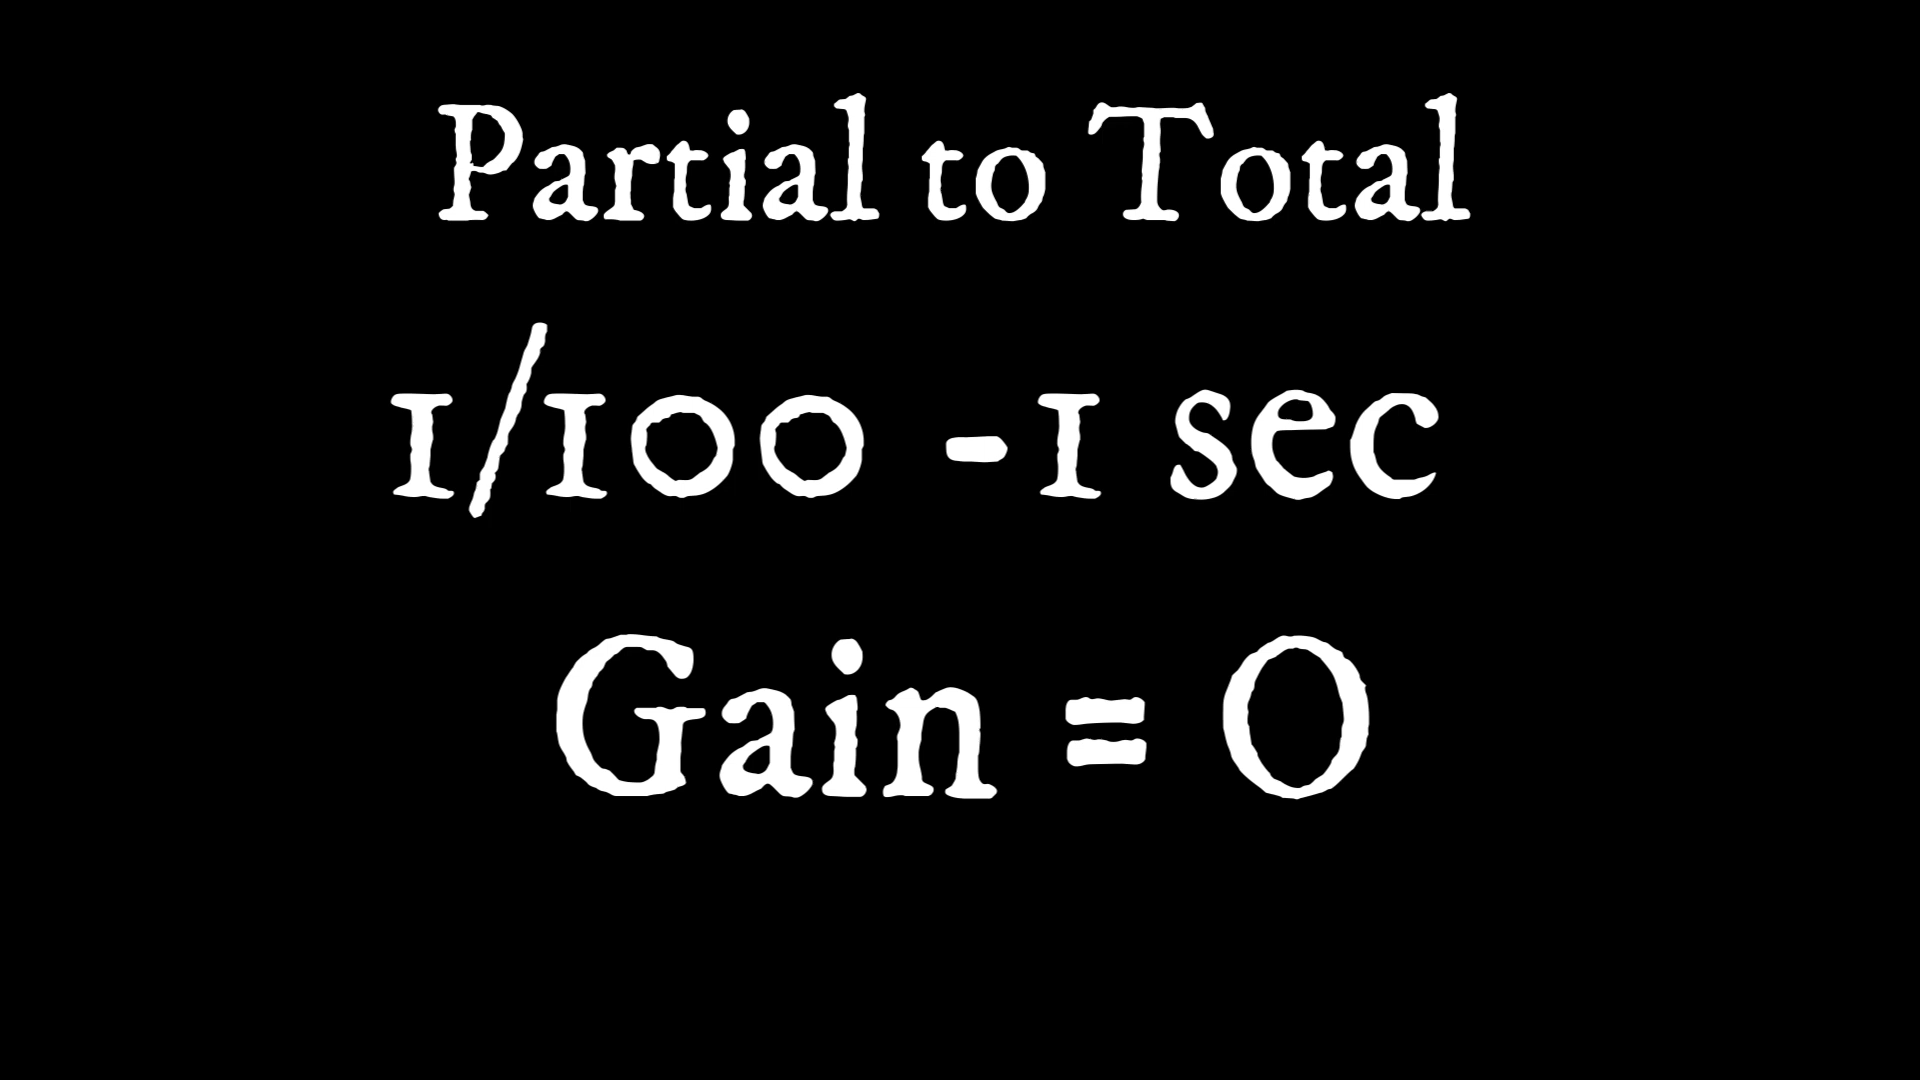 Partial to Total
1/100 -1 sec
Gain = 0